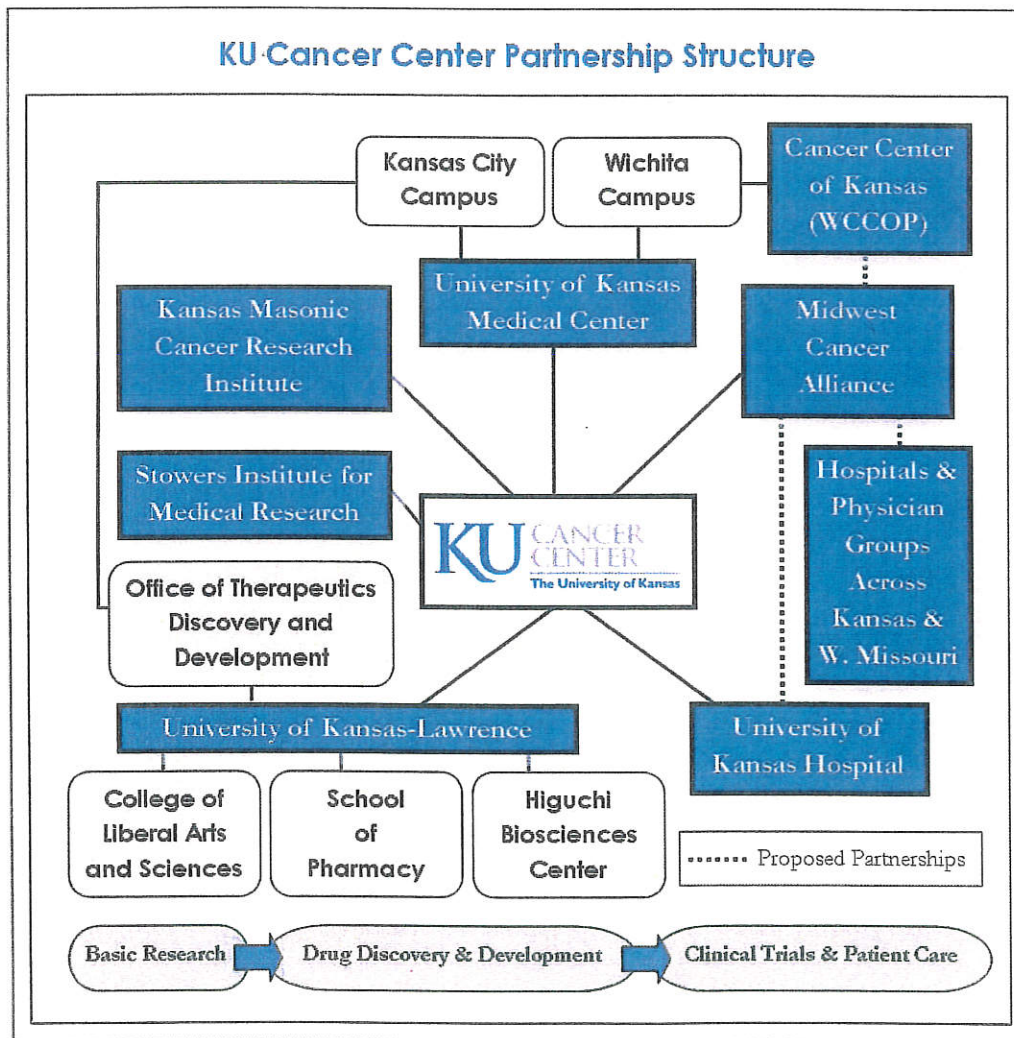 KU Cancer Center Partnership Structure
Kansas City
Campus
Wichita
Campus
Cancer Center
of Kansas
(WCCOP)
University of Kansas
Medical Center
Kansas Masonic
Cancer Research
Institute
Midwest
Cancer
Alliance
Stowers Institute for
Medical Research
Hospitals &
Physician
Groups
Across
Kansas &
W. Missouri
KU CANCER
CENTER
The University of Kansas
Office of Therapeutics
Discovery and
Development
University of Kansas-Lawrence
University of
Kansas Hospital
College of
Liberal Arts
and Sciences
School
of
Pharmacy
Higuchi
Biosciences
Center
Proposed Partnerships
Basic Research
Drug Discovery & Development
Clinical Trials & Patient Care